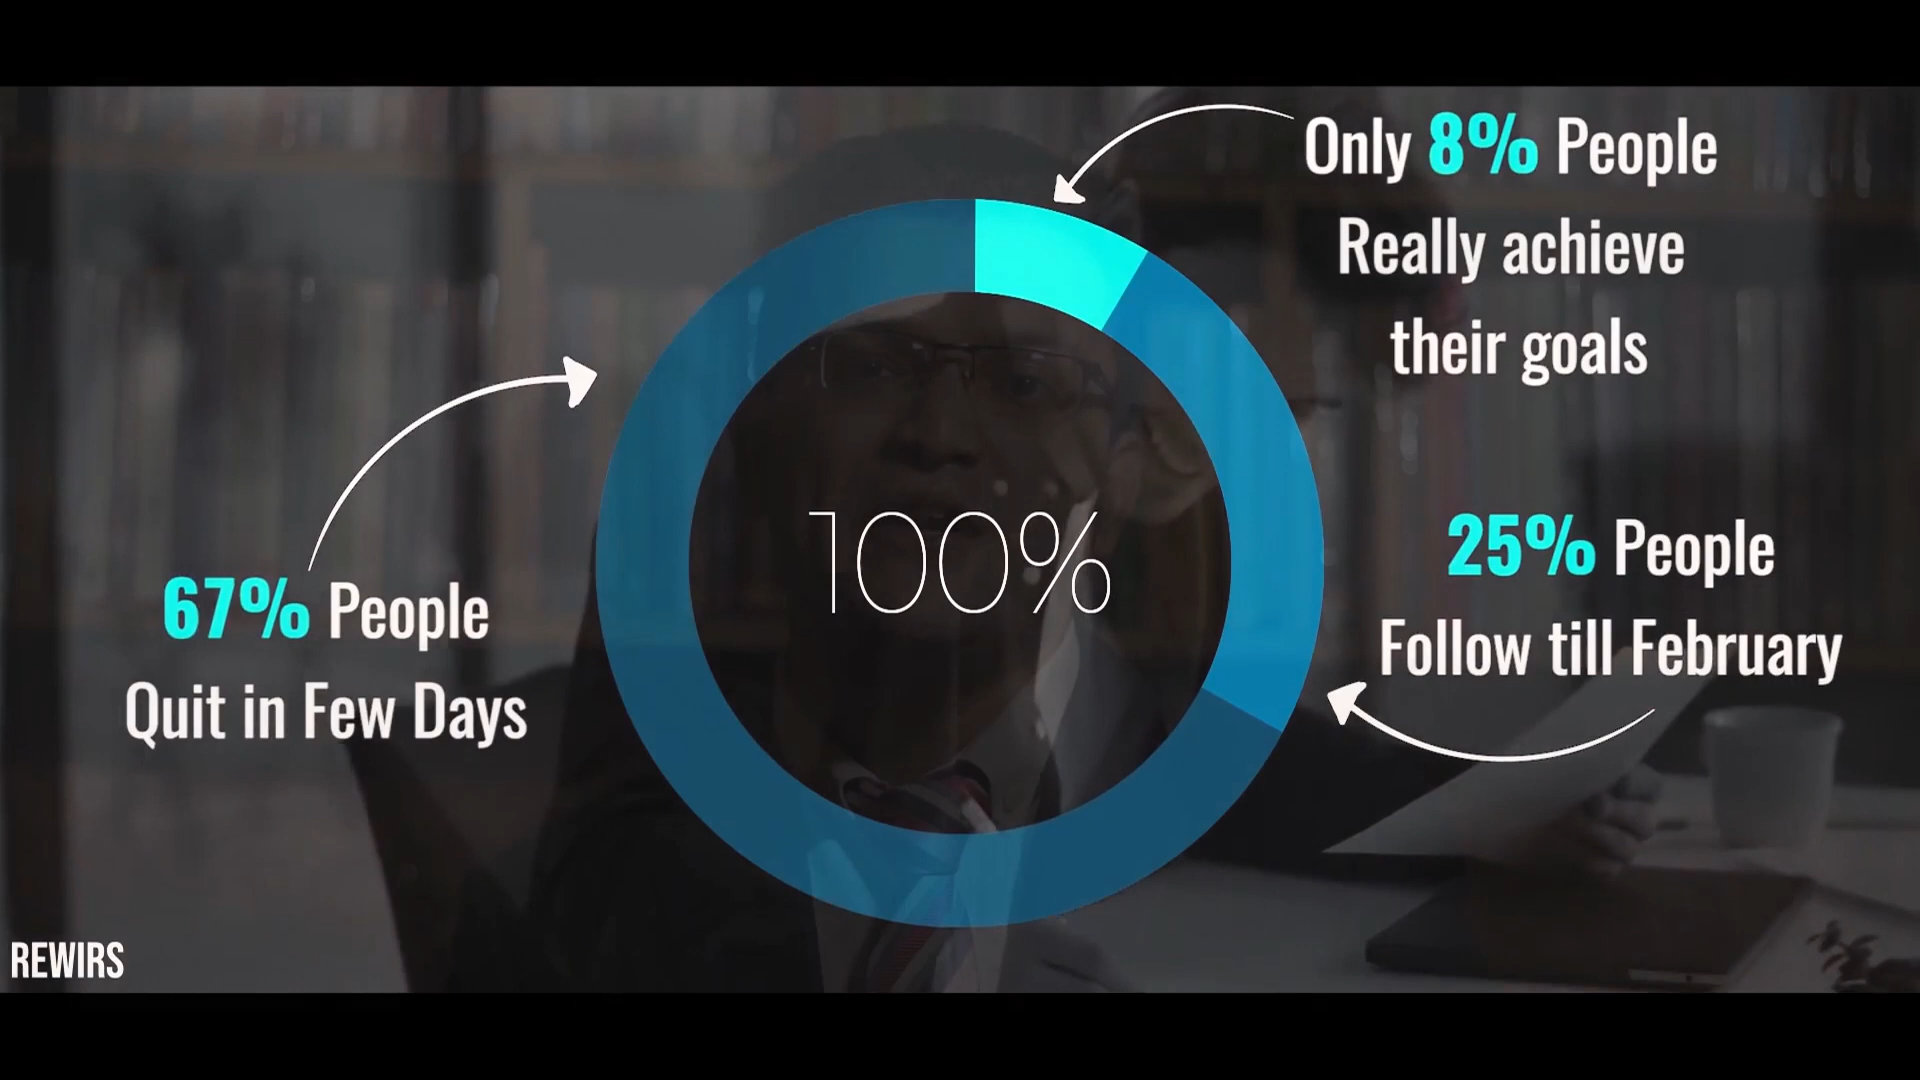 Only 8% People
Really achieve
their goals
100%
25% People
Follow till February
67% People
Quit in Few Days
REWIRS